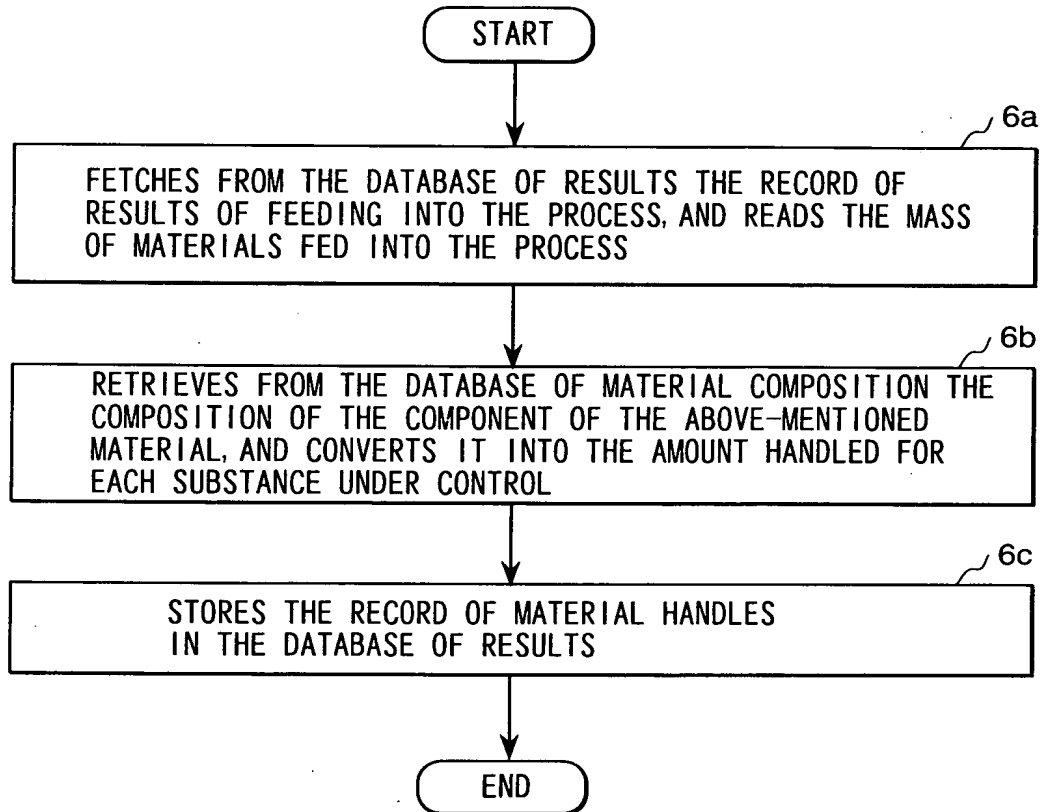 START
6a
FETCHES FROM THE DATABASE OF RESULTS THE RECORD OF
RESULTS OF FEEDING INTO THE PROCESS, AND READS THE MASS
OF MATERIALS FED INTO THE PROCESS
6b
RETRIEVES FROM THE DATABASE OF MATERIAL COMPOSITION THE
COMPOSITION OF THE COMPONENT OF THE ABOVE-MENTIONED
MATERIAL, AND CONVERTS IT INTO THE AMOUNT HANDLED FOR
EACH SUBSTANCE UNDER CONTROL
6c
STORES THE RECORD OF MATERIAL HANDLES
IN THE DATABASE OF RESULTS
END